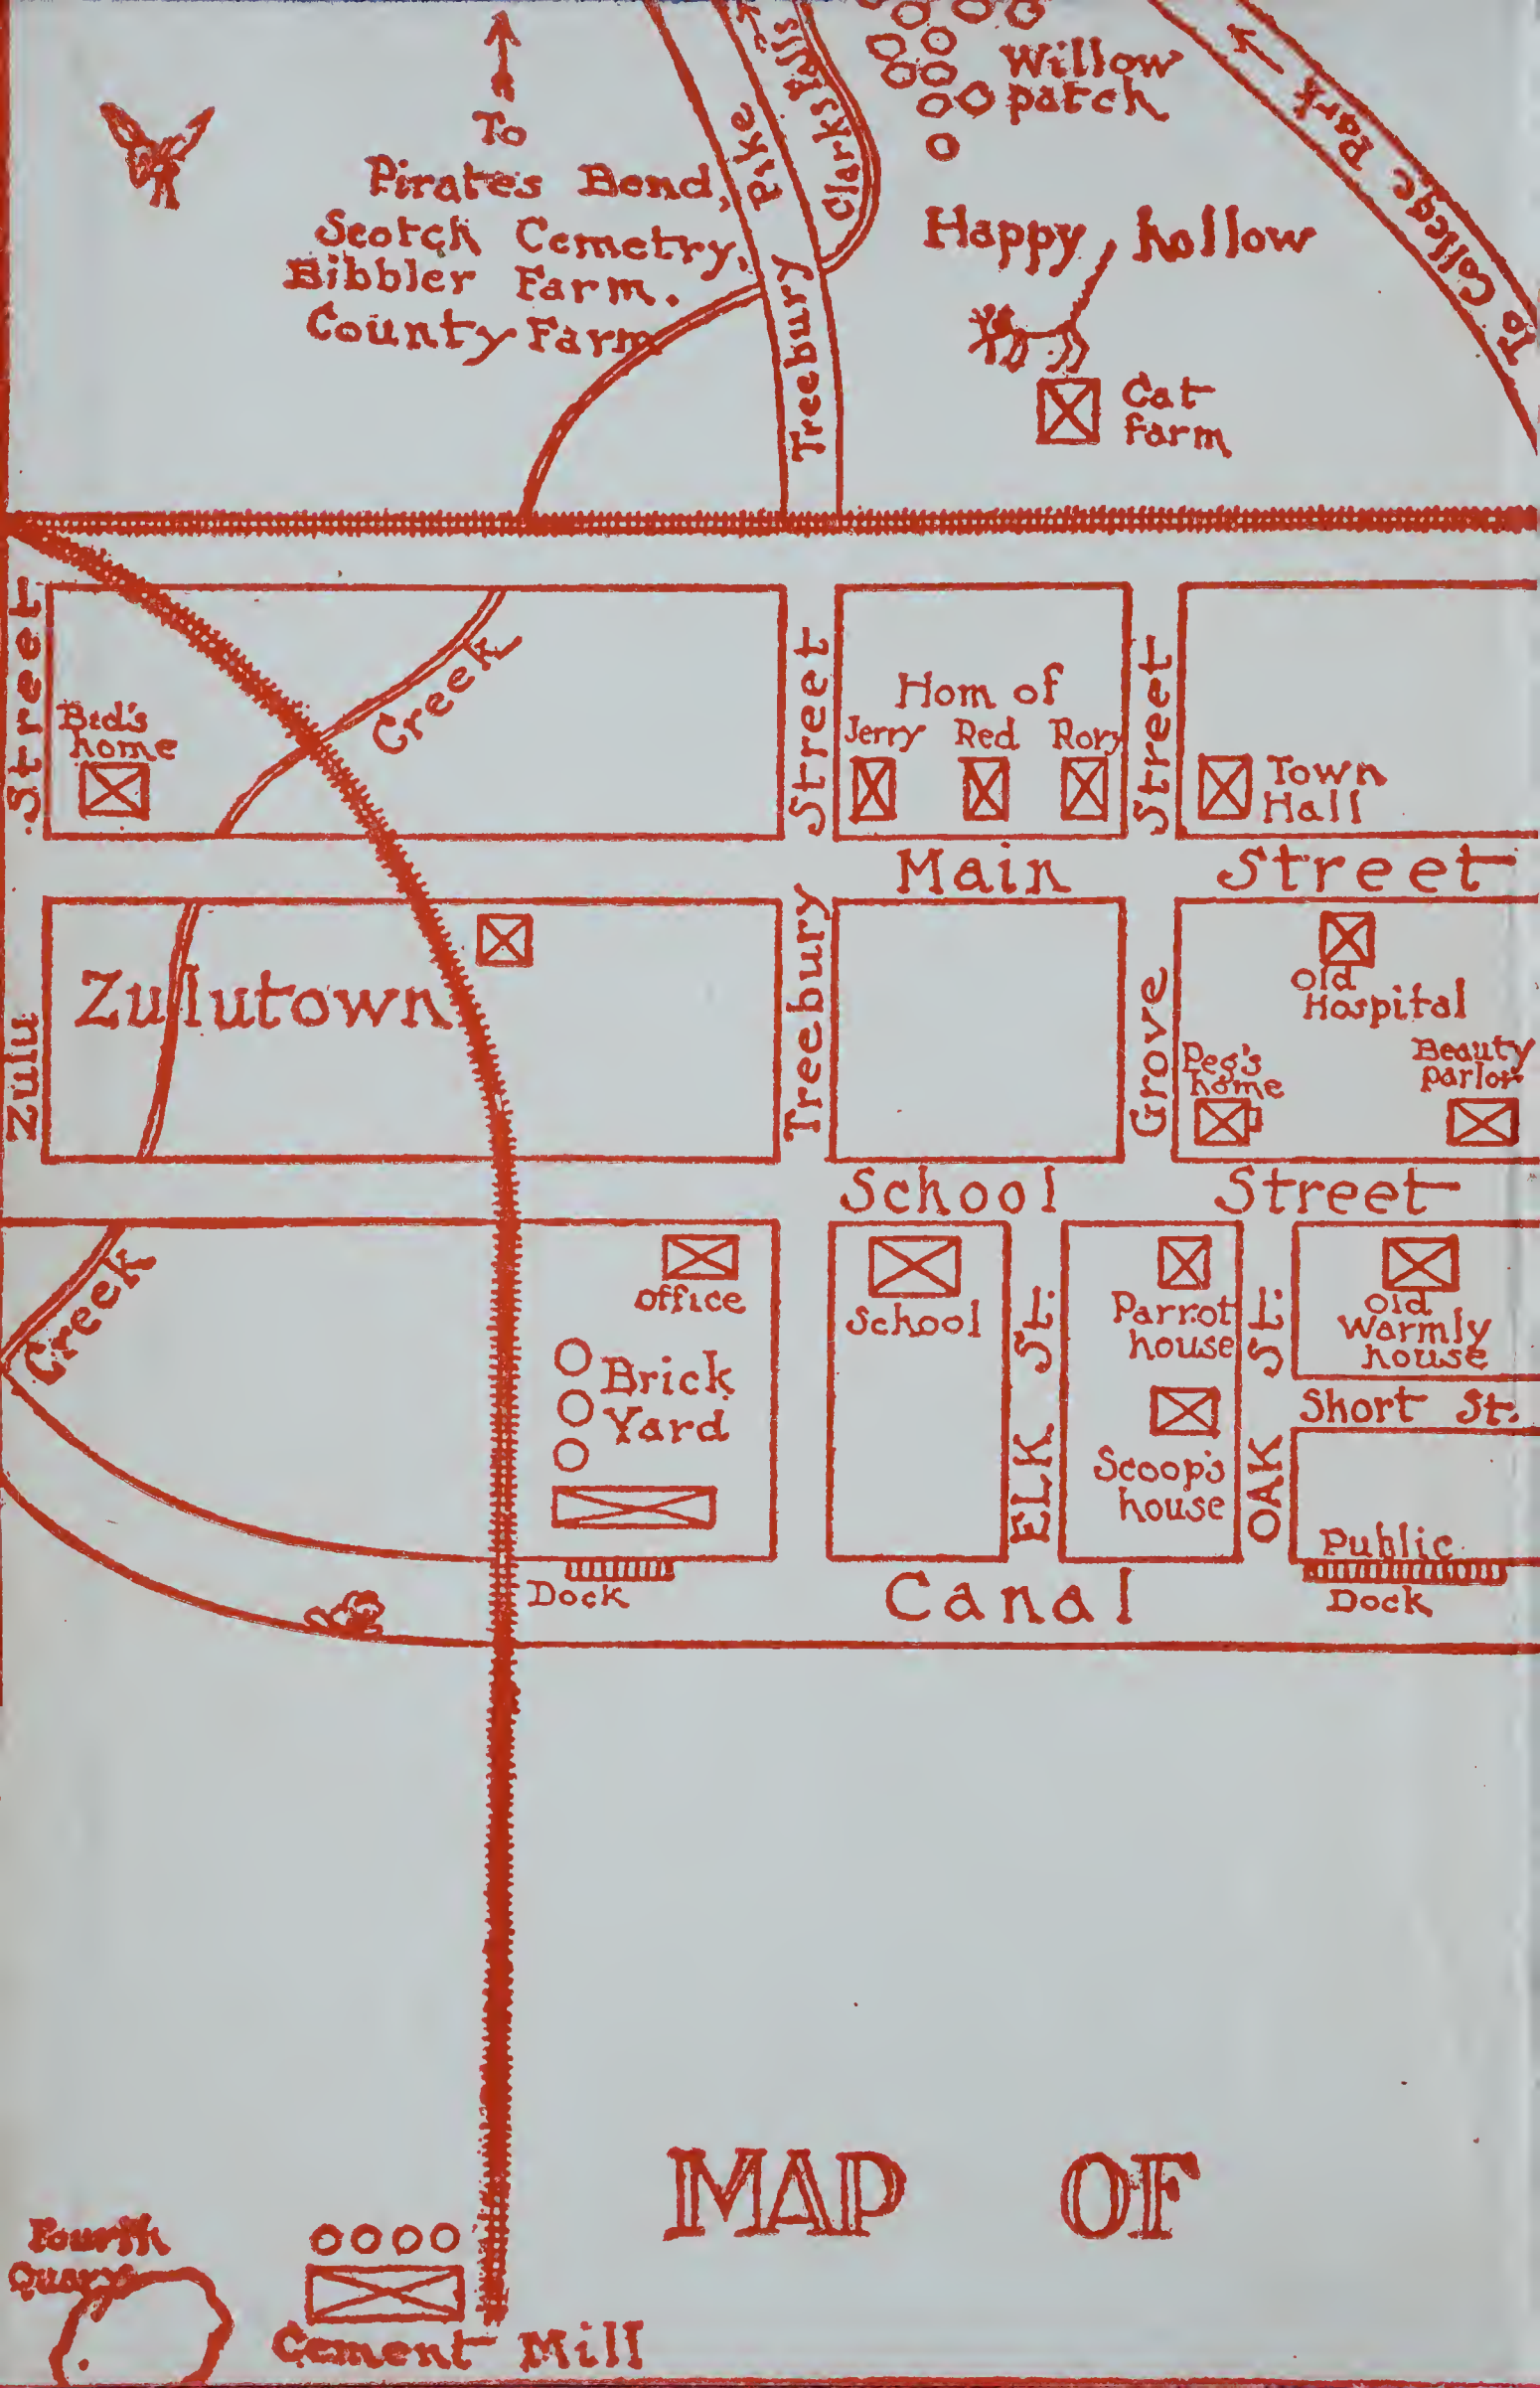 Willow
patch
Clarks Falls
Treebury Pike
To College Park
To
Pirates Bend,
Scotch Cemetry,
Bibbler Farm.
County Farm
Happy hollow
Cat
farm
Street
Street
Street
Bid's
home
Creek
Hom of
Jerry Red Rory
Town
Hall
Main Street
Zulu
Zulutown
Treebury
Grove
Old
Hospital
Peg's
home
Beauty
parlor
School Street
Creek
office
Brick
Yard
School
ELK St.
Parrot
house
Scoop's
house
OAK St.
Old
Warmly
house
Short St.
Public
Dock
Dock
Canal
MAP OF
Fourth
Quary
Cement Mill